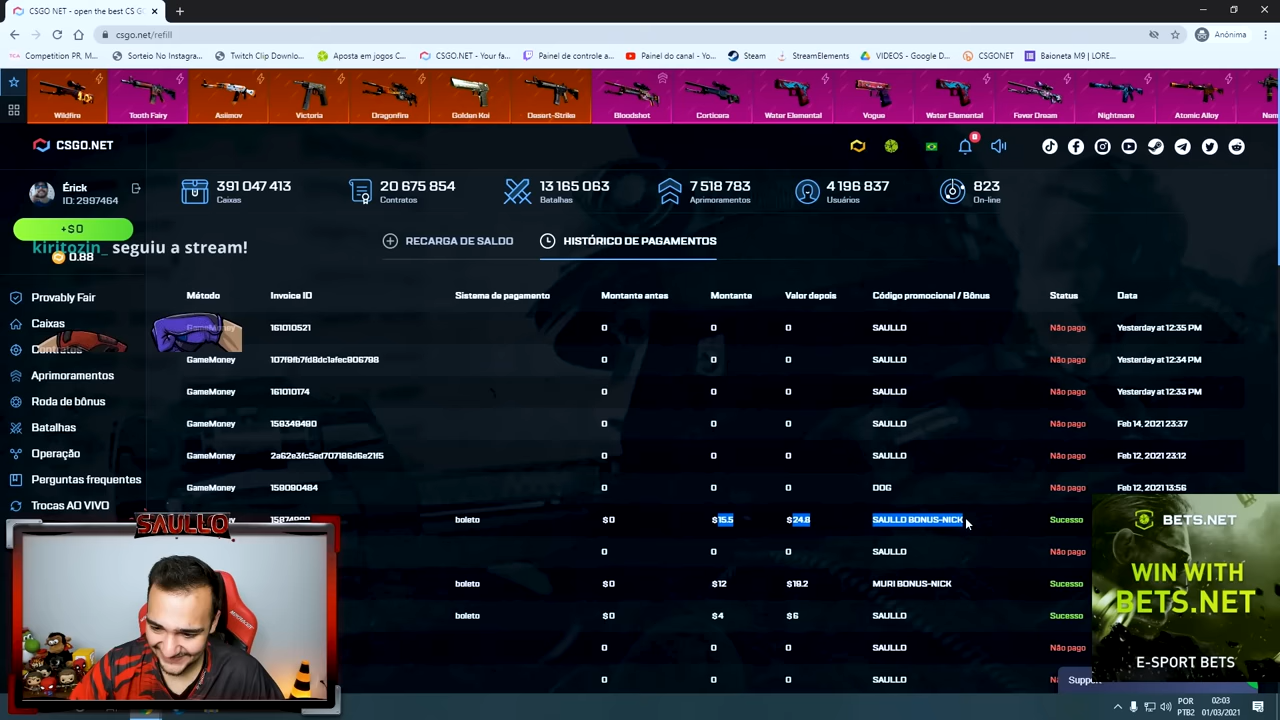 CSGO NET - open the best CS GO
csgo.net/refill
Anônima
Competition PR, M...
Sorteio No Instagra...
Twitch Clip Downlo...
Aposta em jogos C...
CSGO.NET - Your fa...
Painel de controle a...
Painel do canal - Yo...
Steam
StreamElements
VIDEOS - Google D...
CSGONET
Baioneta M9 | LORE...
Wildfire
Tooth Fairy
Asiimov
Victoria
Dragonfire
Golden Koi
Desert-Strike
Bloodshot
Corticera
Water Elemental
Vogue
Water Elemental
Fever Dream
Nightmare
Atomic Alloy
CSGO.NET
Érick
ID: 2997464
+S0
0.88
kiritozin_ seguiu a stream!
391 047 413
Caixas
20 675 854
Contratos
13 165 063
Batalhas
7 518 783
Aprimoramentos
4 196 837
Usuários
823
On-line
RECARGA DE SALDO
HISTÓRICO DE PAGAMENTOS
Provably Fair
Caixas
Contratos
Aprimoramentos
Roda de bônus
Batalhas
Operação
Perguntas frequentes
Trocas AO VIVO
Método Invoice ID Sistema de pagamento Montante antes Montante Valor depois Código promocional / Bônus Status Data
GameMoney 161010521 0 0 0 SAULLO Não pago Yesterday at 12:35 PM
GameMoney 107f9fb7fd8dc1afec906798 0 0 0 SAULLO Não pago Yesterday at 12:34 PM
GameMoney 161010174 0 0 0 SAULLO Não pago Yesterday at 12:33 PM
GameMoney 159349490 0 0 0 SAULLO Não pago Feb 14, 2021 23:37
GameMoney 2a62e3fc5ed707186d6e21f5 0 0 0 SAULLO Não pago Feb 12, 2021 23:12
GameMoney 159090484 0 0 0 DOG Não pago Feb 12, 2021 13:56
boleto $0 $15.5 $24.8 SAULLO BONUS-NICK Sucesso
0 0 0 SAULLO Não pago
boleto $0 $12 $19.2 MURI BONUS-NICK Sucesso
boleto $0 $4 $6 SAULLO Sucesso
0 0 0 SAULLO Não pago
0 0 0 SAULLO
SAULLO
BETS.NET
WIN WITH
BETS.NET
E-SPORT BETS
Support
POR
PTB2
02:03
01/03/2021